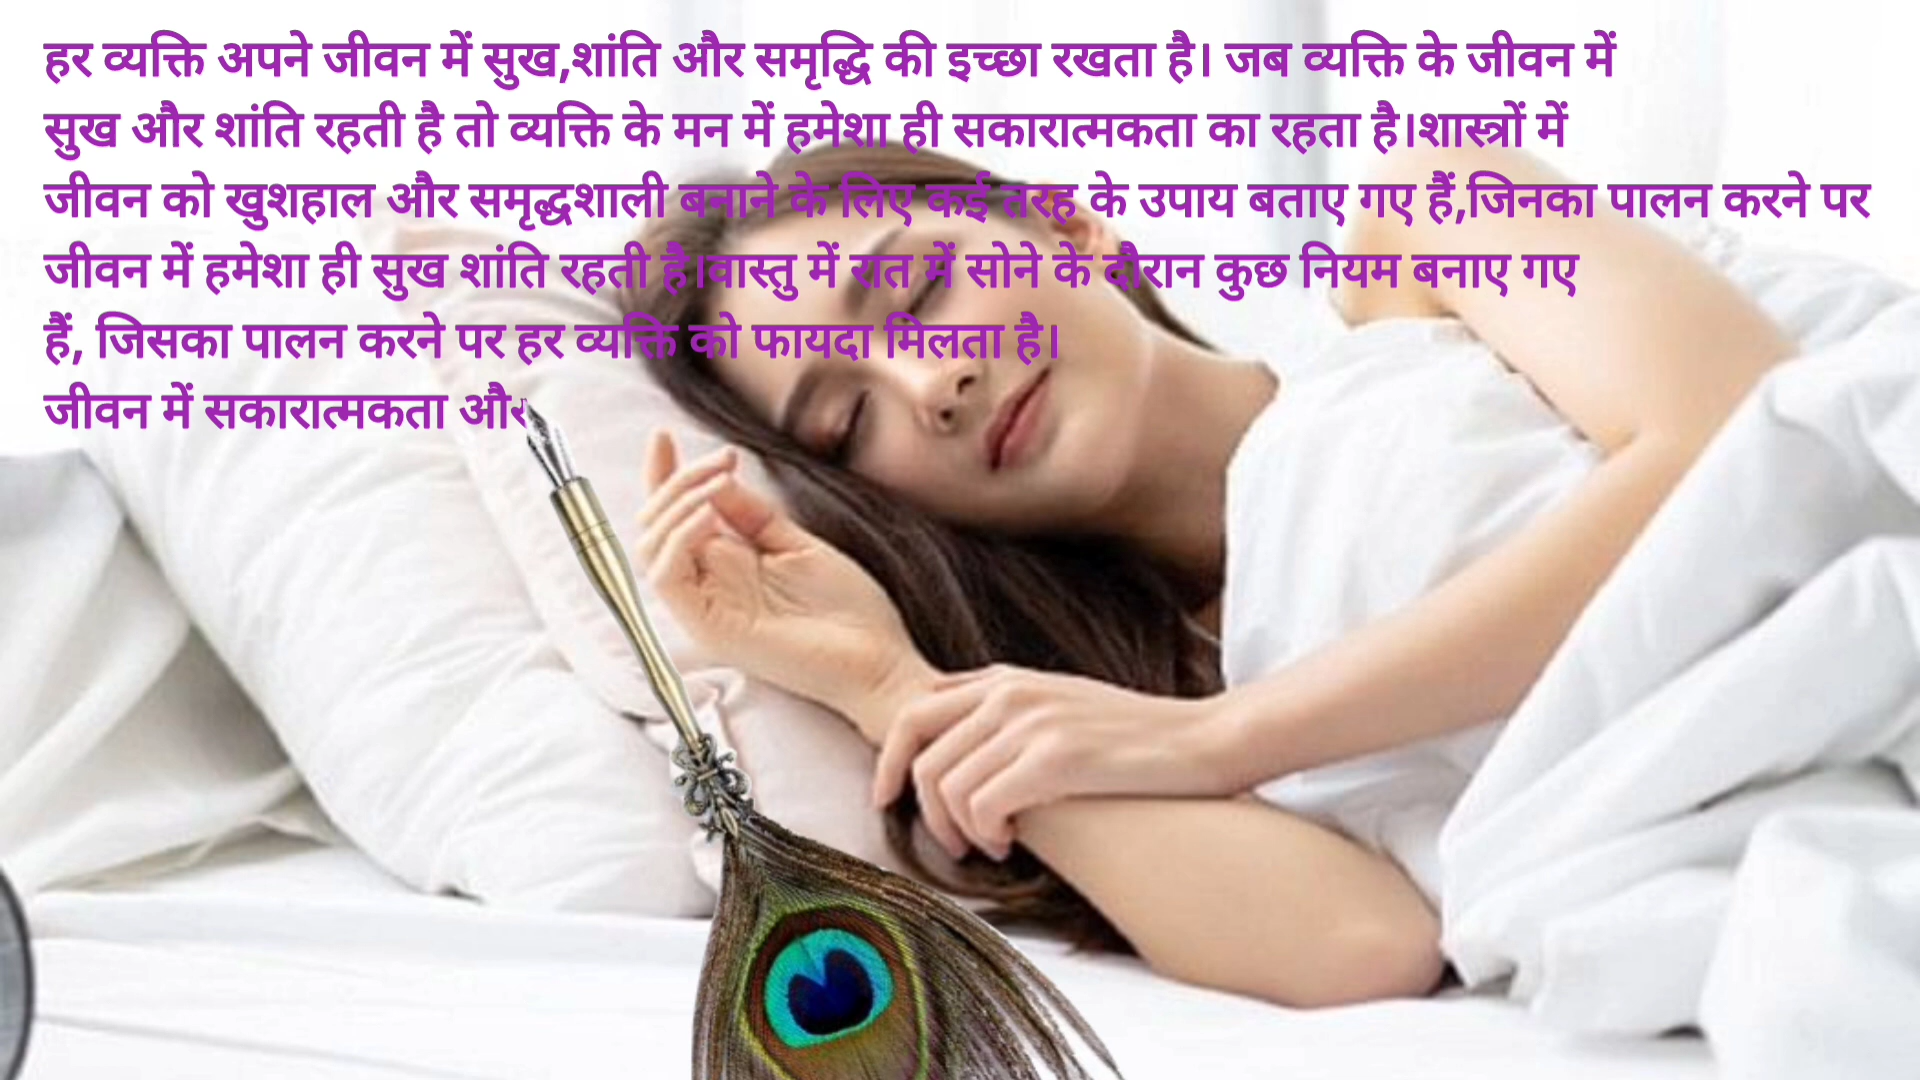 हर व्यक्ति अपने जीवन में सुख,शांति और समृद्धि की इच्छा रखता है। जब व्यक्ति के जीवन में
सुख और शांति रहती है तो व्यक्ति के मन में हमेशा ही सकारात्मकता का रहता है।शास्त्रों में
जीवन को खुशहाल और समृद्धशाली बनाने के लिए कई तरह के उपाय बताए गए हैं,जिनका पालन करने पर
जीवन में हमेशा ही सुख शांति रहती है।वास्तु में रात में सोने के दौरान कुछ नियम बनाए गए
हैं, जिसका पालन करने पर हर व्यक्ति को फायदा मिलता है।
जीवन में सकारात्मकता और